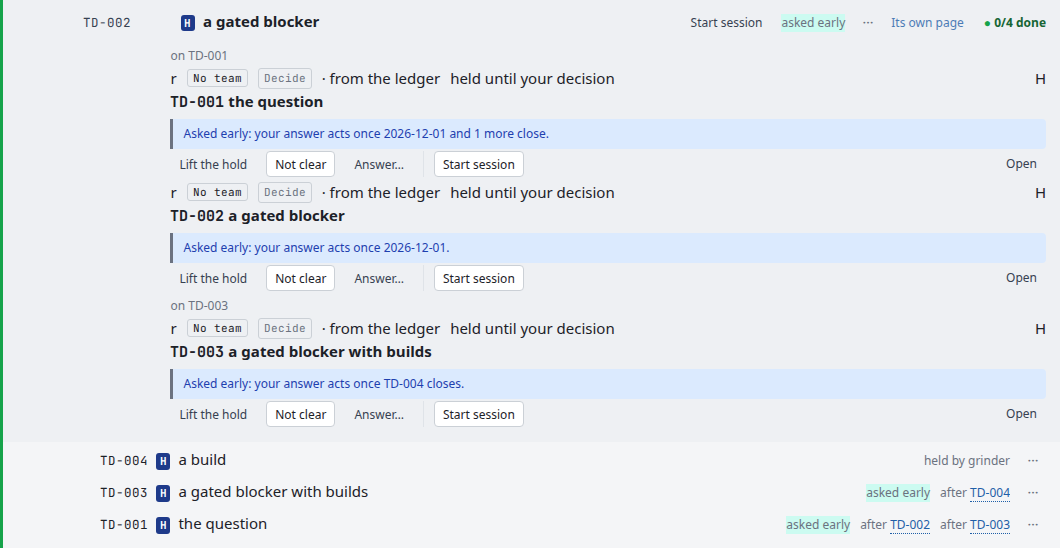 TD-002 H a gated blocker Start session asked early ··· Its own page ● 0/4 done
on TD-001
r No team Decide · from the ledger held until your decision H
TD-001 the question
Asked early: your answer acts once 2026-12-01 and 1 more close.
Lift the hold Not clear Answer... Start session Open
r No team Decide · from the ledger held until your decision H
TD-002 a gated blocker
Asked early: your answer acts once 2026-12-01.
Lift the hold Not clear Answer... Start session Open
on TD-003
r No team Decide · from the ledger held until your decision H
TD-003 a gated blocker with builds
Asked early: your answer acts once TD-004 closes.
Lift the hold Not clear Answer... Start session Open
TD-004 H a build held by grinder ···
TD-003 H a gated blocker with builds asked early after TD-004 ···
TD-001 H the question asked early after TD-002 after TD-003 ···